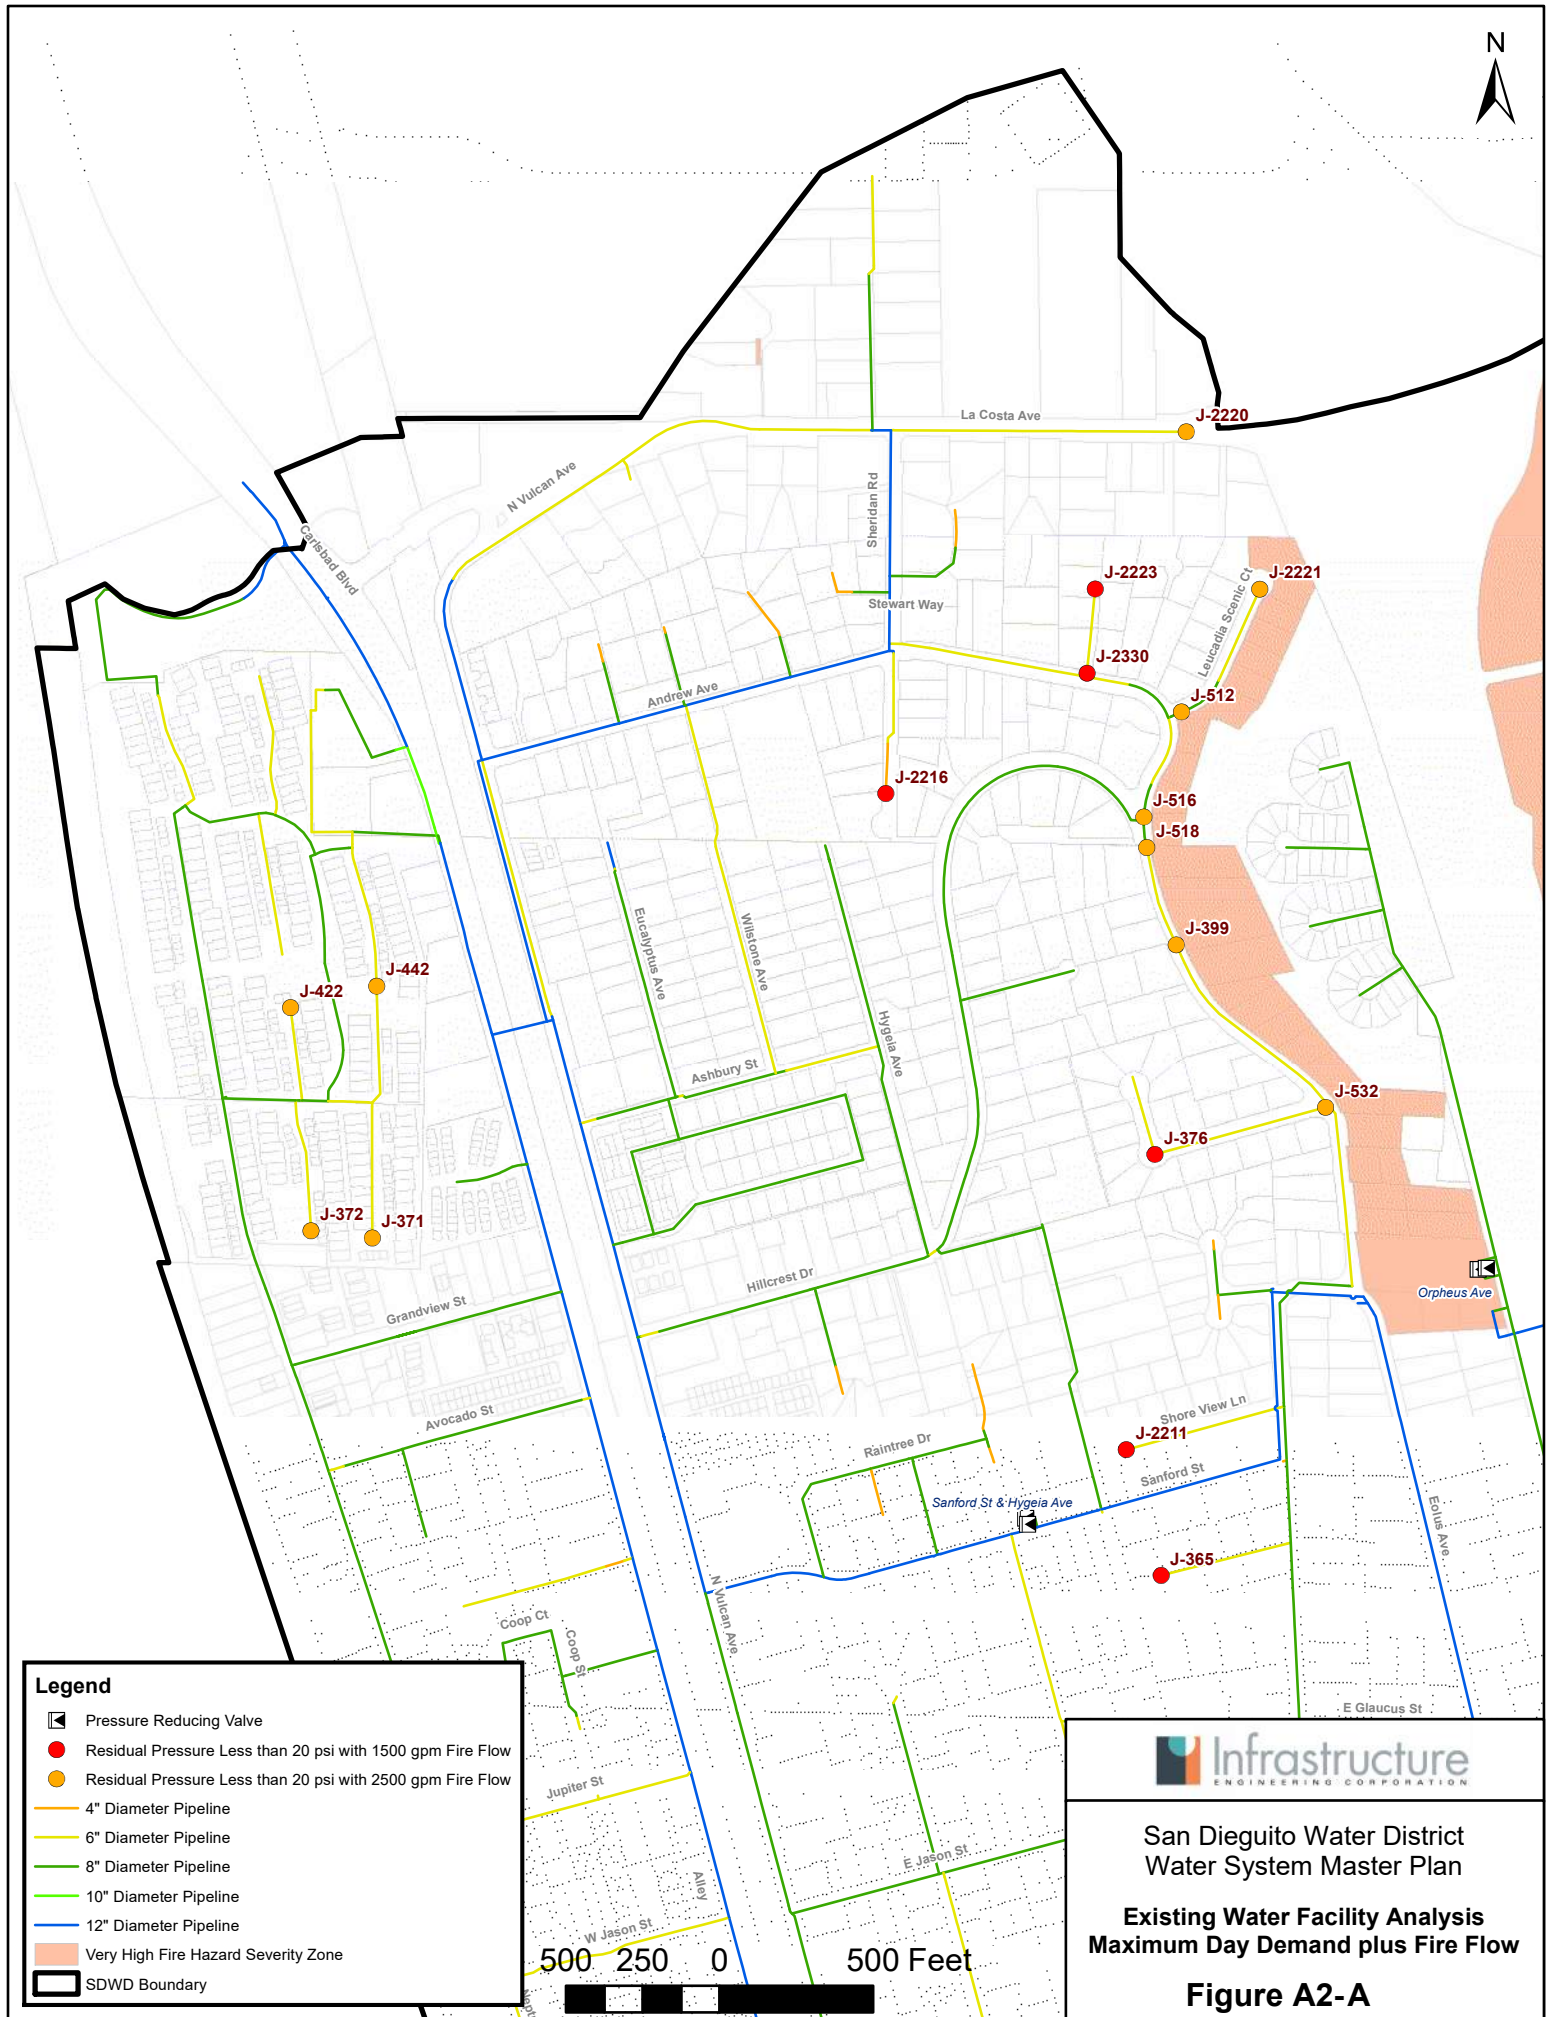 N
La Costa Ave
J-2220
N Vulcan Ave
Sheridan Rd
Carlsbad Blvd
J-2223
J-2221
Stewart Way
Leucadia Scenic Ct
J-2330
Andrew Ave
J-512
J-2216
J-516
J-518
Eucalyptus Ave
Wilstone Ave
J-399
J-442
J-422
Hygeia Ave
Ashbury St
J-532
J-376
J-372
J-371
Hillcrest Dr
Orpheus Ave
Grandview St
Avocado St
Shore View Ln
J-2211
Raintree Dr
Sanford St
Sanford St & Hygeia Ave
Eolus Ave
J-365
N Vulcan Ave
Coop Ct
Coop St
E Glaucus St
Jupiter St
E Jason St
Alley
W Jason St
Legend
Pressure Reducing Valve
Residual Pressure Less than 20 psi with 1500 gpm Fire Flow
Residual Pressure Less than 20 psi with 2500 gpm Fire Flow
4" Diameter Pipeline
6" Diameter Pipeline
8" Diameter Pipeline
10" Diameter Pipeline
12" Diameter Pipeline
Very High Fire Hazard Severity Zone
SDWD Boundary
500 250 0 500 Feet
Infrastructure
ENGINEERING CORPORATION
San Dieguito Water District
Water System Master Plan
Existing Water Facility Analysis
Maximum Day Demand plus Fire Flow
Figure A2-A